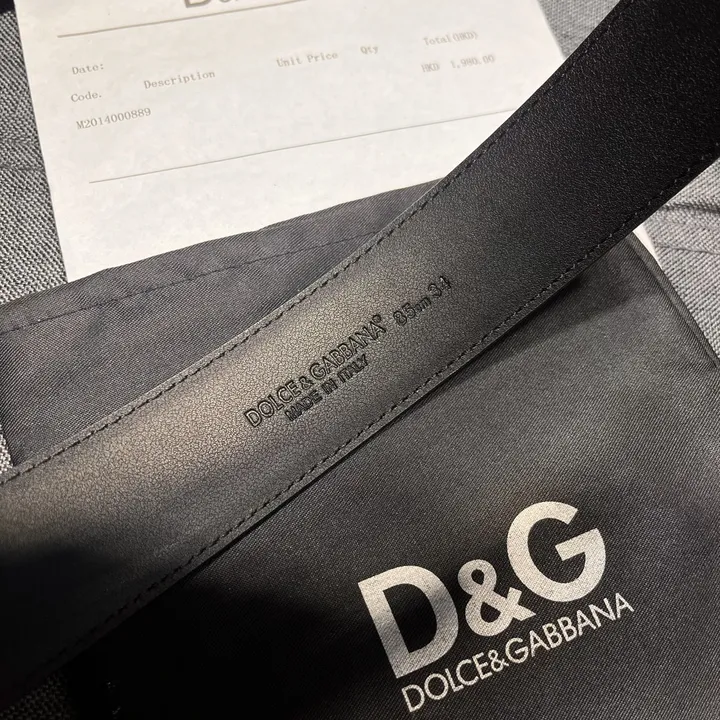 D&G
Date:
Code. Description Unit Price Qty Total(HKD)
M2014000889 HKD 1,980.00
DOLCE&GABBANA® 85cm 34
MADE IN ITALY
D&G
DOLCE&GABBANA